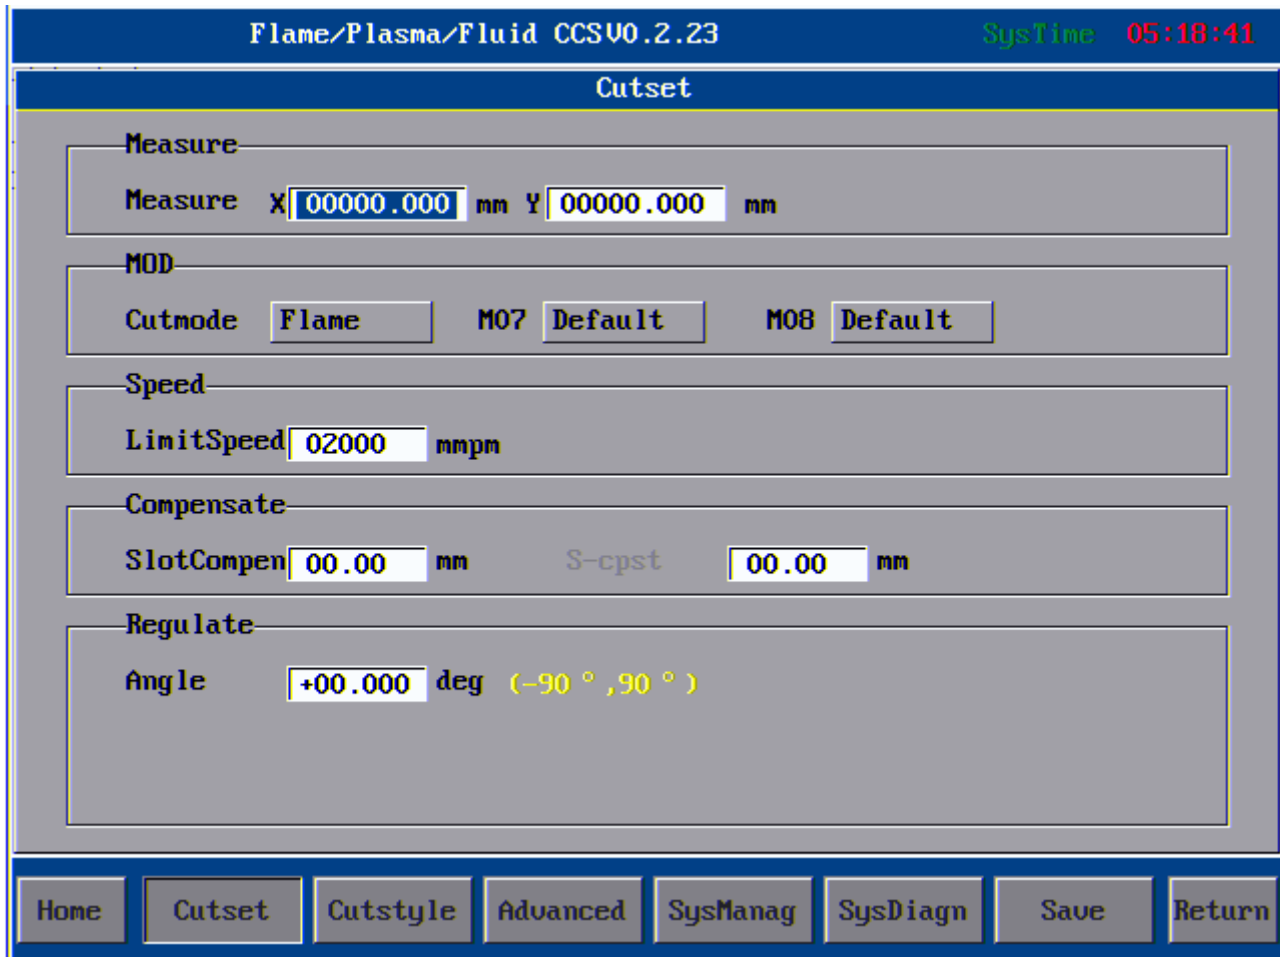 Flame/Plasma/Fluid CCSV0.2.23 SysTime 05:18:41
Cutset
Measure
Measure X 00000.000 mm Y 00000.000 mm
MOD
Cutmode Flame M07 Default M08 Default
Speed
LimitSpeed 02000 mmpm
Compensate
SlotCompen 00.00 mm S-cpst 00.00 mm
Regulate
Angle +00.000 deg (-90 ° ,90 ° )
Home Cutset Cutstyle Advanced SysManag SysDiagn Save Return